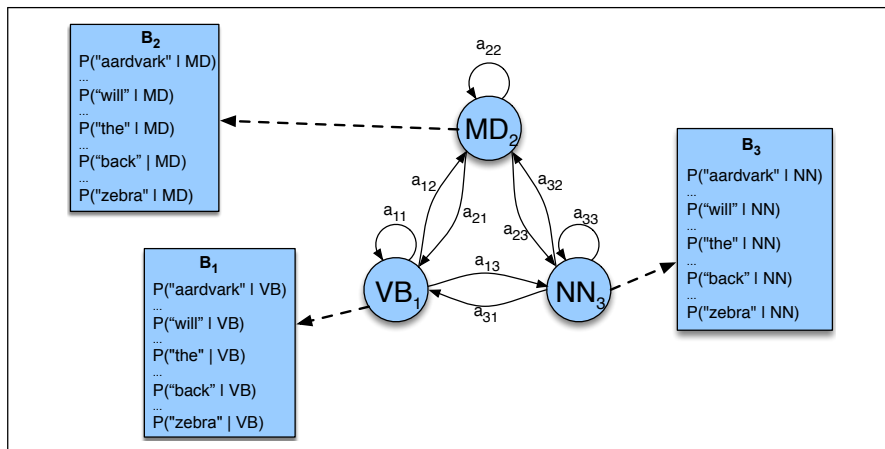 B2
P("aardvark" | MD)
...
P(“will” | MD)
...
P("the" | MD)
...
P(“back” | MD)
...
P("zebra" | MD)
a22
MD2
a12
a21
a32
a23
a11
a33
VB1
a13
a31
NN3
B1
P("aardvark" | VB)
...
P(“will” | VB)
...
P("the" | VB)
...
P(“back” | VB)
...
P("zebra" | VB)
B3
P("aardvark" | NN)
...
P(“will” | NN)
...
P("the" | NN)
...
P(“back” | NN)
...
P("zebra" | NN)